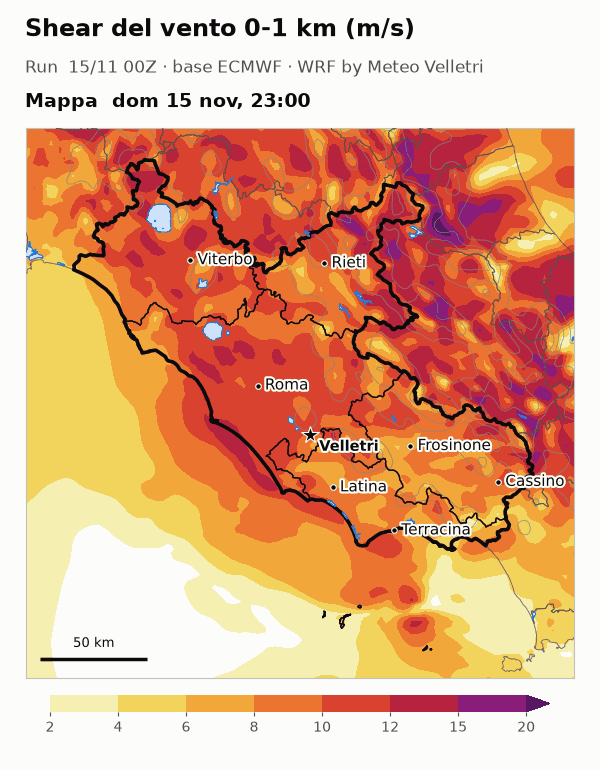 Shear del vento 0-1 km (m/s)
Run  15/11 00Z · base ECMWF · WRF by Meteo Velletri
Mappa  dom 15 nov, 23:00
Viterbo
Rieti
Roma
Velletri
Frosinone
Cassino
Latina
Terracina
50 km
2 4 6 8 10 12 15 20